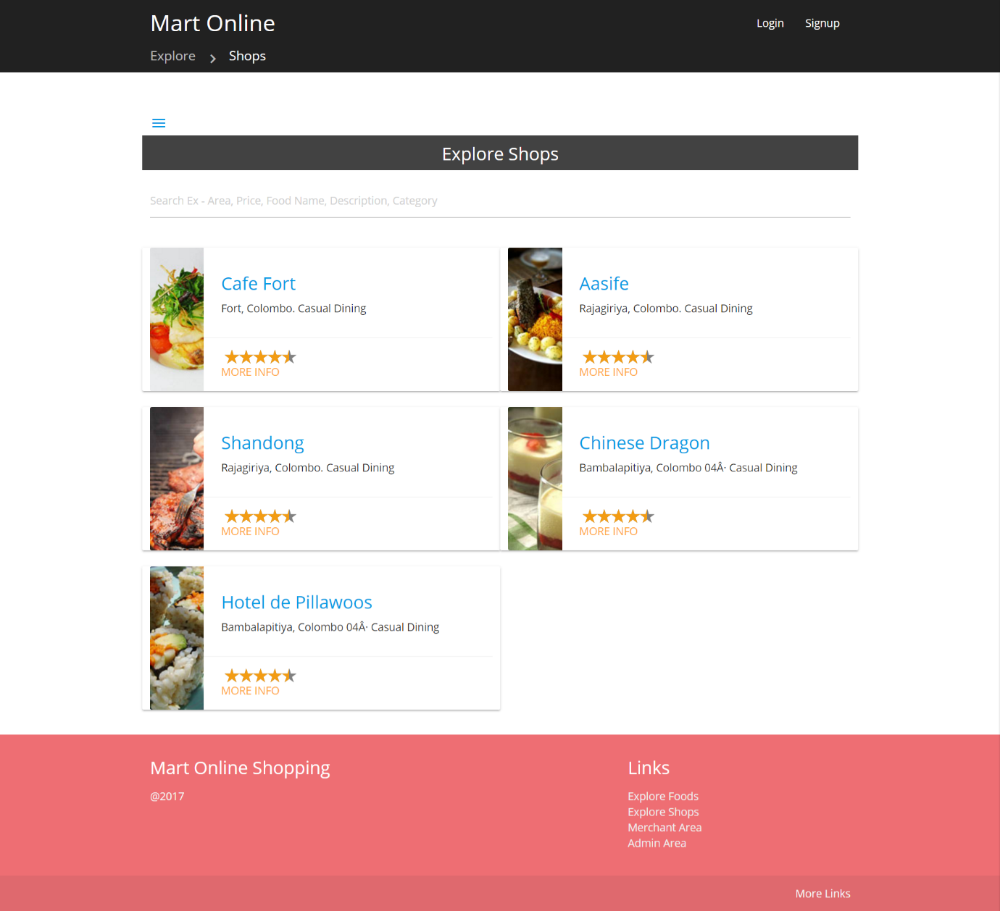 Mart Online
Login Signup
Explore Shops
Explore Shops
Search Ex - Area, Price, Food Name, Description, Category
Cafe Fort
Fort, Colombo. Casual Dining
MORE INFO
Aasife
Rajagiriya, Colombo. Casual Dining
MORE INFO
Shandong
Rajagiriya, Colombo. Casual Dining
MORE INFO
Chinese Dragon
Bambalapitiya, Colombo 04Â· Casual Dining
MORE INFO
Hotel de Pillawoos
Bambalapitiya, Colombo 04Â· Casual Dining
MORE INFO
Mart Online Shopping
@2017
Links
Explore Foods
Explore Shops
Merchant Area
Admin Area
More Links